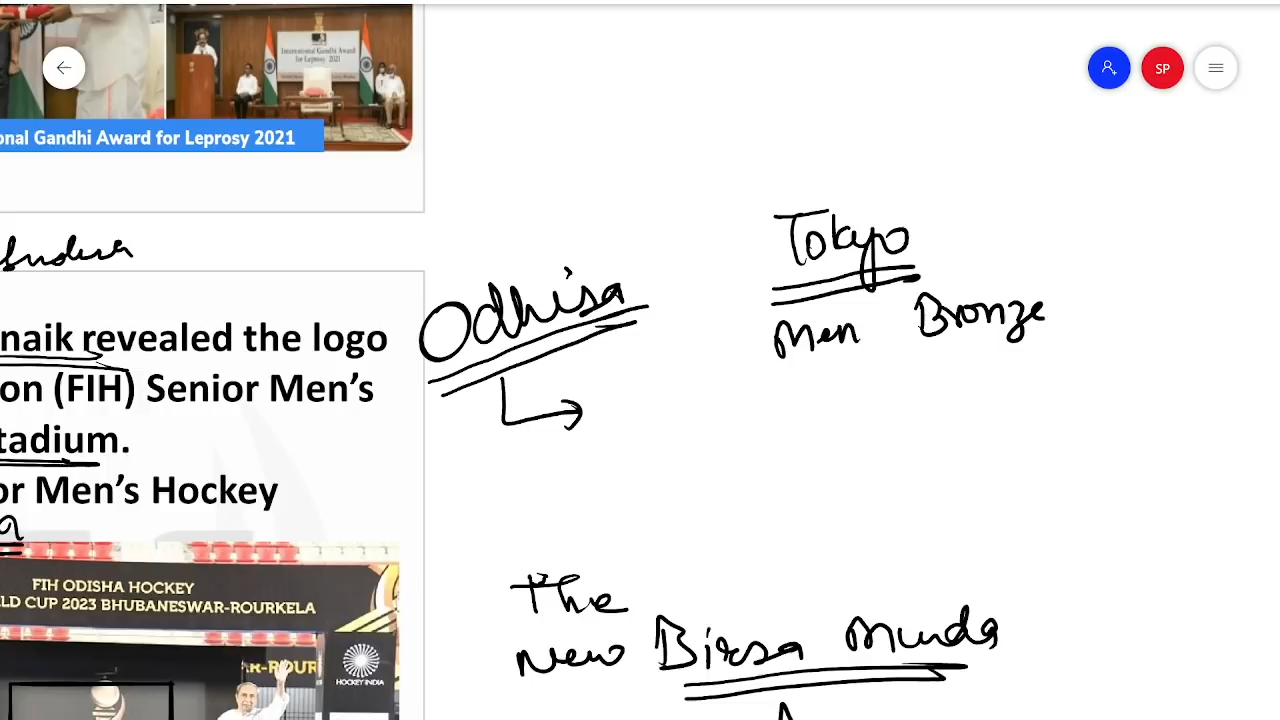 International Gandhi Award
for Leprosy 2021
onal Gandhi Award for Leprosy 2021
SP
Tokyo
Men Bronze
Odhisa
naik revealed the logo
on (FIH) Senior Men's
tadium.
or Men's Hockey
FIH ODISHA HOCKEY
LD CUP 2023 BHUBANESWAR-ROURKELA
R-ROUR
HOCKEY INDIA
The
new Birsa Munda